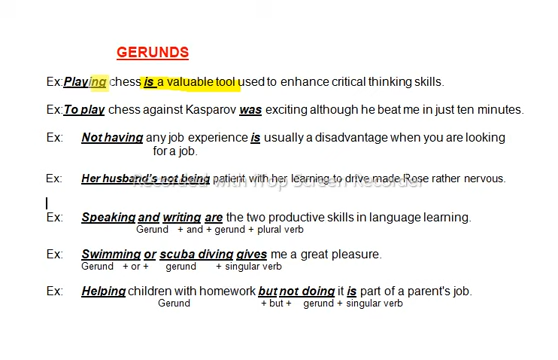 GERUNDS
Ex:Playing chess is a valuable tool used to enhance critical thinking skills.
Ex:To play chess against Kasparov was exciting although he beat me in just ten minutes.
Ex: Not having any job experience is usually a disadvantage when you are looking
for a job.
Ex: Her husband's not being patient with her learning to drive made Rose rather nervous.
Recorded with iTop Screen Recorder
Ex: Speaking and writing are the two productive skills in language learning.
Gerund + and + gerund + plural verb
Ex: Swimming or scuba diving gives me a great pleasure.
Gerund + or + gerund + singular verb
Ex: Helping children with homework but not doing it is part of a parent's job.
Gerund + but + gerund + singular verb